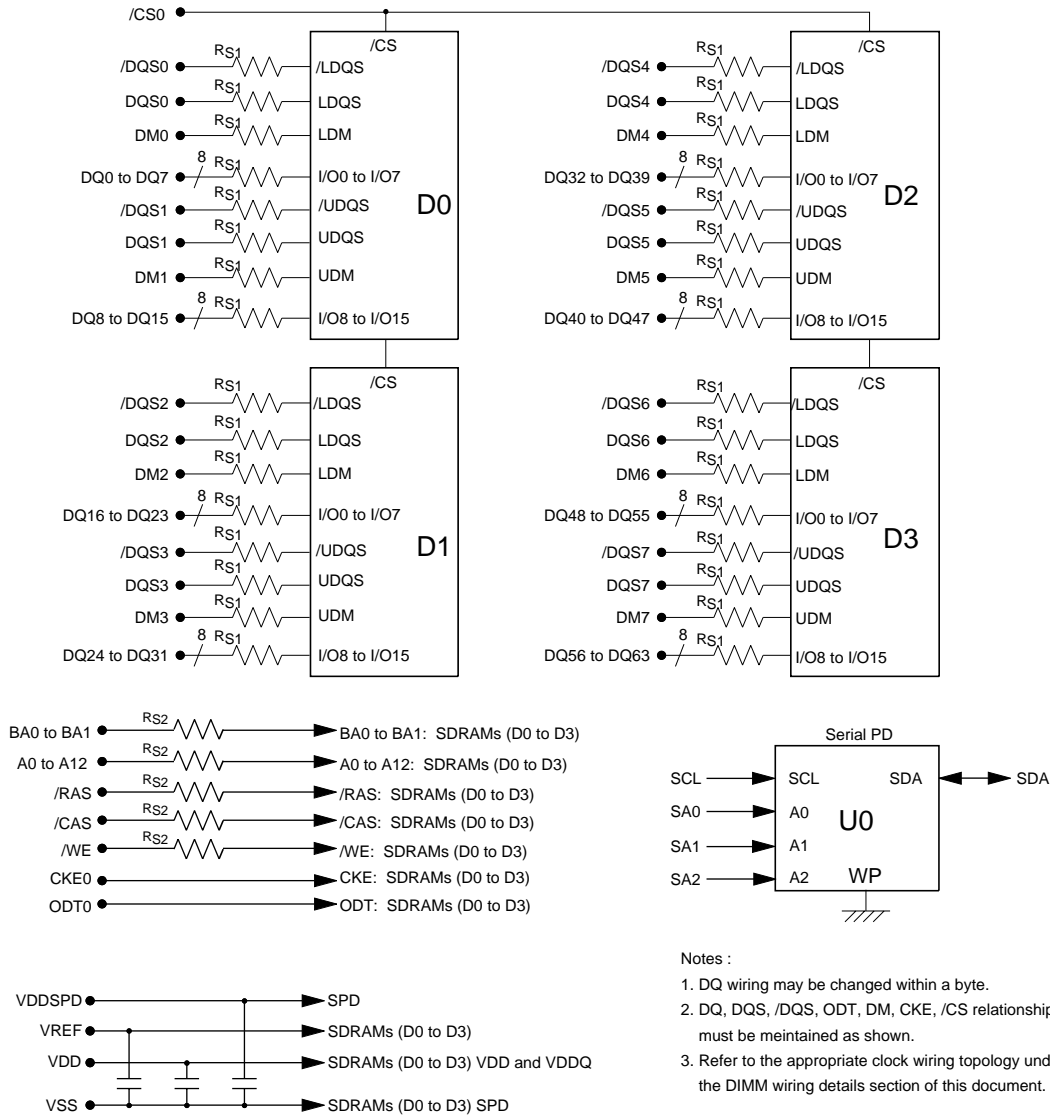 /CS0
/CS
/DQS0 RS1 /LDQS
DQS0 RS1 LDQS
DM0 RS1 LDM
DQ0 to DQ7 8 RS1 I/O0 to I/O7
/DQS1 RS1 /UDQS
DQS1 RS1 UDQS
DM1 RS1 UDM
DQ8 to DQ15 8 RS1 I/O8 to I/O15
D0
/CS
/DQS4 RS1 /LDQS
DQS4 RS1 LDQS
DM4 RS1 LDM
DQ32 to DQ39 8 RS1 I/O0 to I/O7
/DQS5 RS1 /UDQS
DQS5 RS1 UDQS
DM5 RS1 UDM
DQ40 to DQ47 8 RS1 I/O8 to I/O15
D2
/CS
/DQS2 RS1 /LDQS
DQS2 RS1 LDQS
DM2 RS1 LDM
DQ16 to DQ23 8 RS1 I/O0 to I/O7
/DQS3 RS1 /UDQS
DQS3 RS1 UDQS
DM3 RS1 UDM
DQ24 to DQ31 8 RS1 I/O8 to I/O15
D1
/CS
/DQS6 RS1 /LDQS
DQS6 RS1 LDQS
DM6 RS1 LDM
DQ48 to DQ55 8 RS1 I/O0 to I/O7
/DQS7 RS1 /UDQS
DQS7 RS1 UDQS
DM7 RS1 UDM
DQ56 to DQ63 8 RS1 I/O8 to I/O15
D3
BA0 to BA1 RS2 BA0 to BA1: SDRAMs (D0 to D3)
A0 to A12 RS2 A0 to A12: SDRAMs (D0 to D3)
/RAS RS2 /RAS: SDRAMs (D0 to D3)
/CAS RS2 /CAS: SDRAMs (D0 to D3)
/WE RS2 /WE: SDRAMs (D0 to D3)
CKE0 CKE: SDRAMs (D0 to D3)
ODT0 ODT: SDRAMs (D0 to D3)
Serial PD
SCL SCL SDA SDA
SA0 A0
U0
SA1 A1
SA2 A2 WP
VDDSPD SPD
VREF SDRAMs (D0 to D3)
VDD SDRAMs (D0 to D3) VDD and VDDQ
VSS SDRAMs (D0 to D3) SPD
Notes :
1. DQ wiring may be changed within a byte.
2. DQ, DQS, /DQS, ODT, DM, CKE, /CS relationship
must be meintained as shown.
3. Refer to the appropriate clock wiring topology und
the DIMM wiring details section of this document.